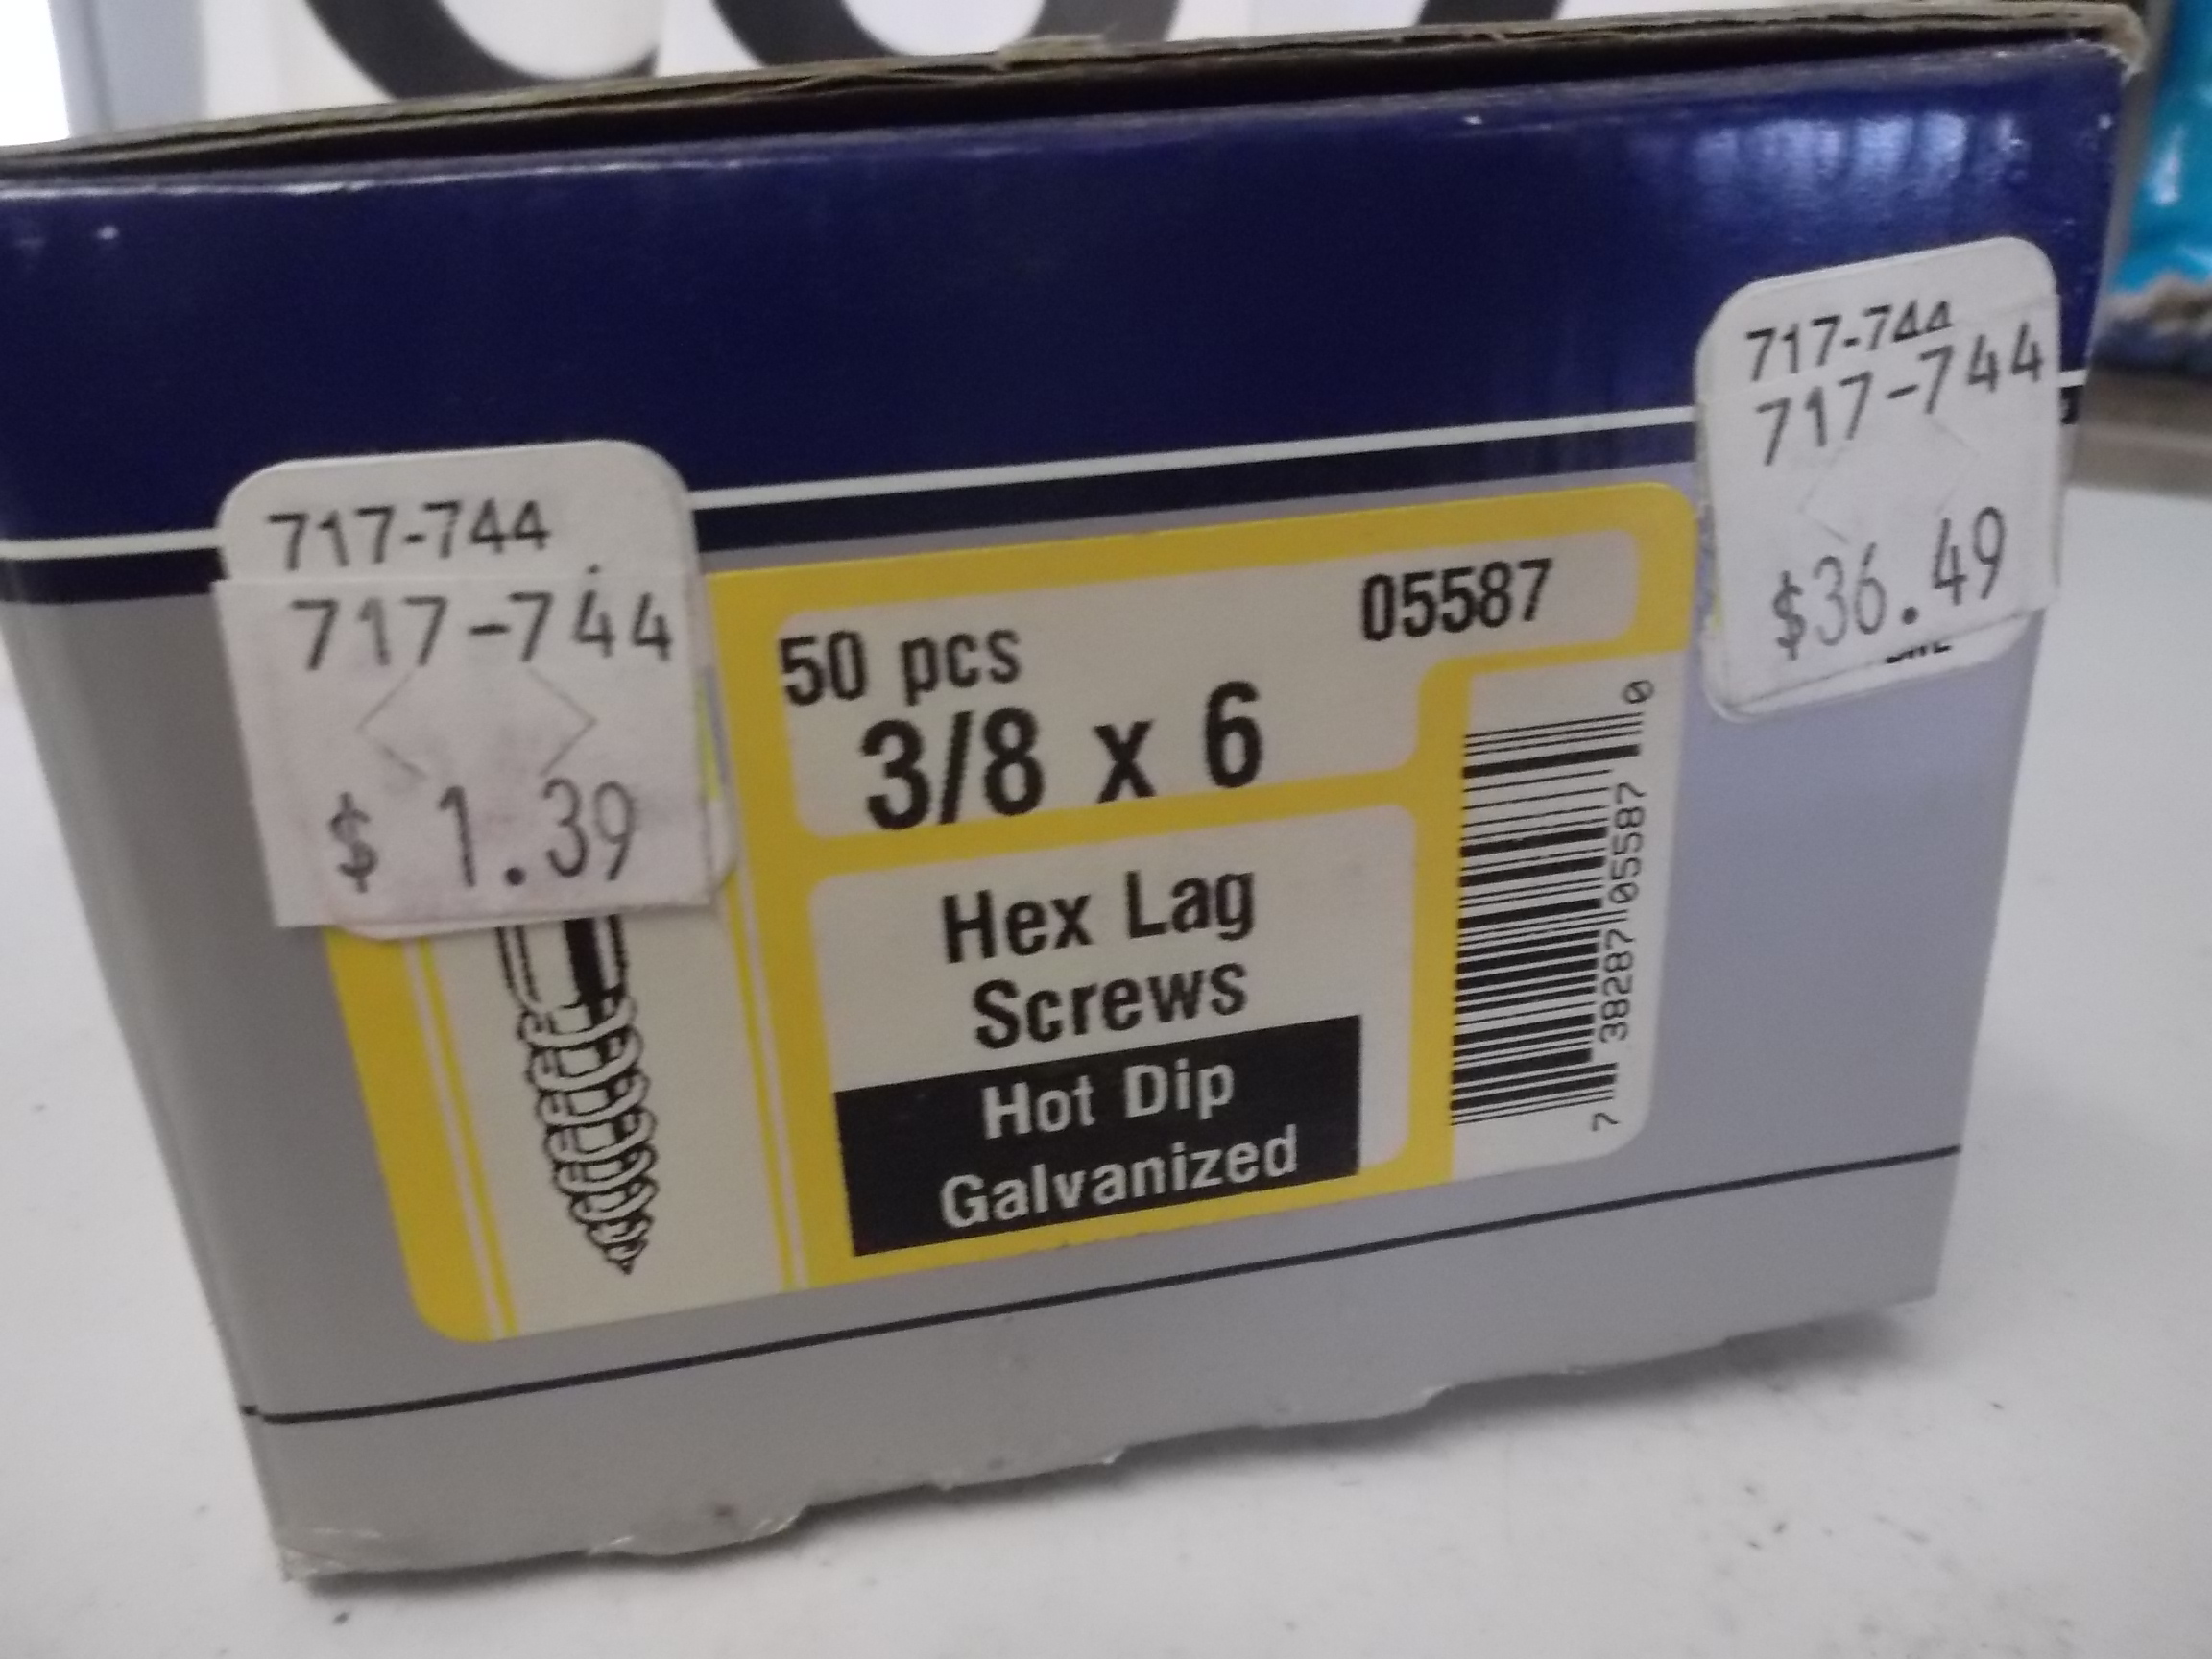 717-744
717-744
$ 1.39
50 pcs
05587
3/8 x 6
Hex Lag
Screws
Hot Dip
Galvanized
7 38287 05587 0
717-744
717-744
$36.49